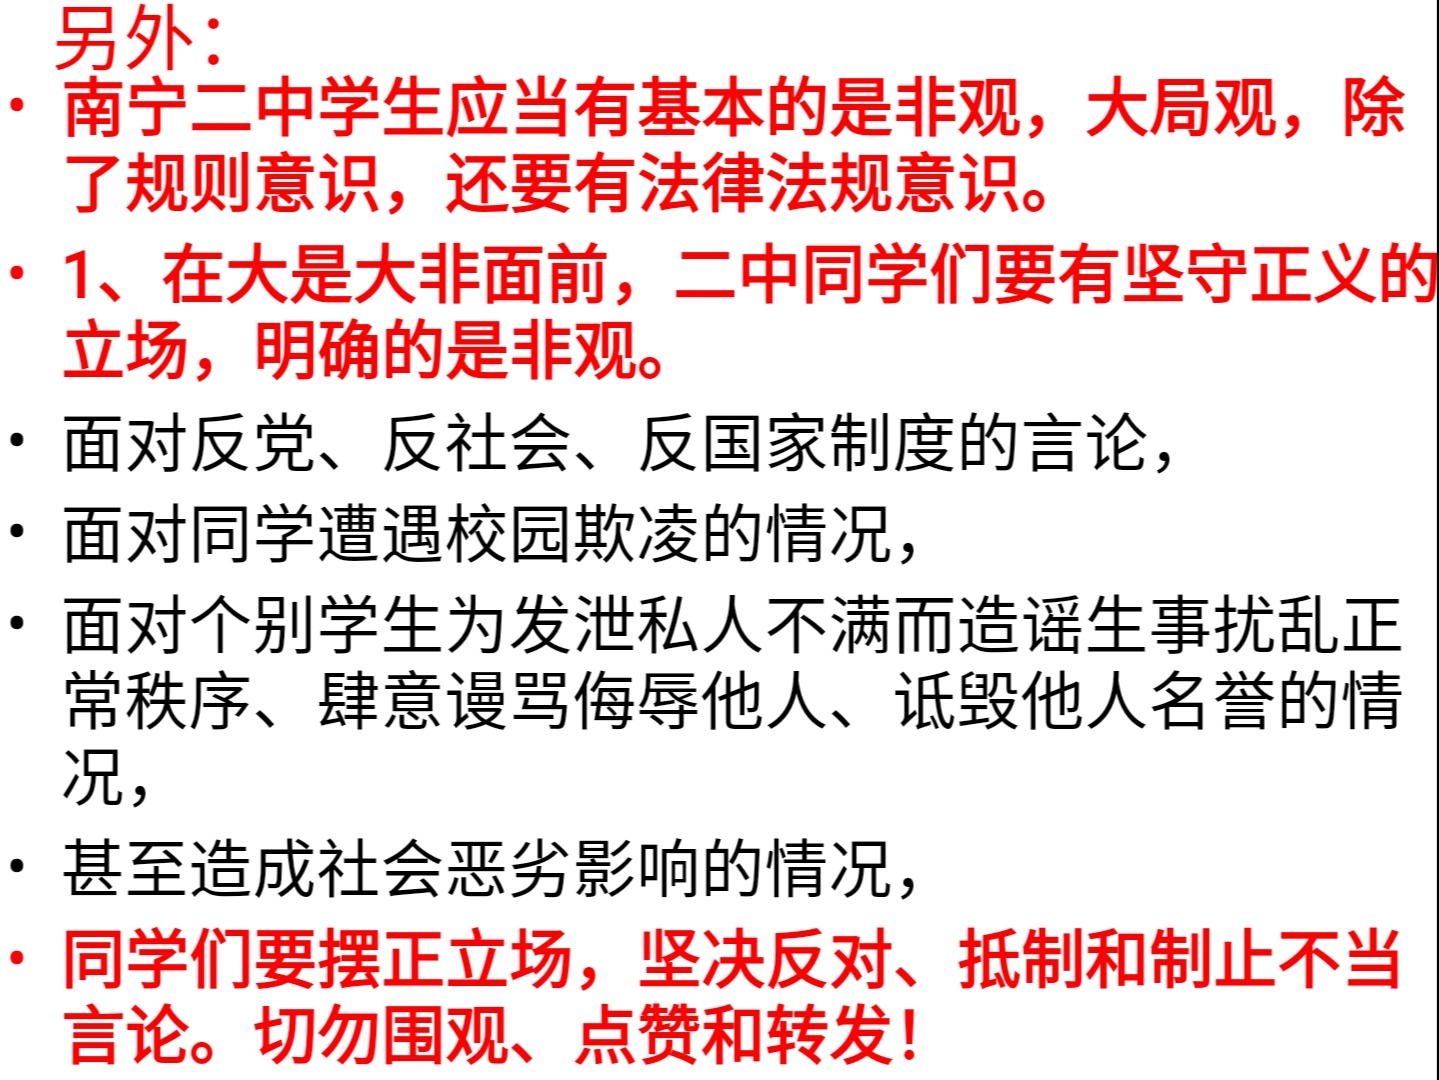 另外：
• 南宁二中学生应当有基本的是非观，大局观，除
了规则意识，还要有法律法规意识。
• 1、在大是大非面前，二中同学们要有坚守正义的
立场，明确的是非观。
• 面对反党、反社会、反国家制度的言论，
• 面对同学遭遇校园欺凌的情况，
• 面对个别学生为发泄私人不满而造谣生事扰乱正
常秩序、肆意谩骂侮辱他人、诋毁他人名誉的情
况，
• 甚至造成社会恶劣影响的情况，
• 同学们要摆正立场，坚决反对、抵制和制止不当
言论。切勿围观、点赞和转发！